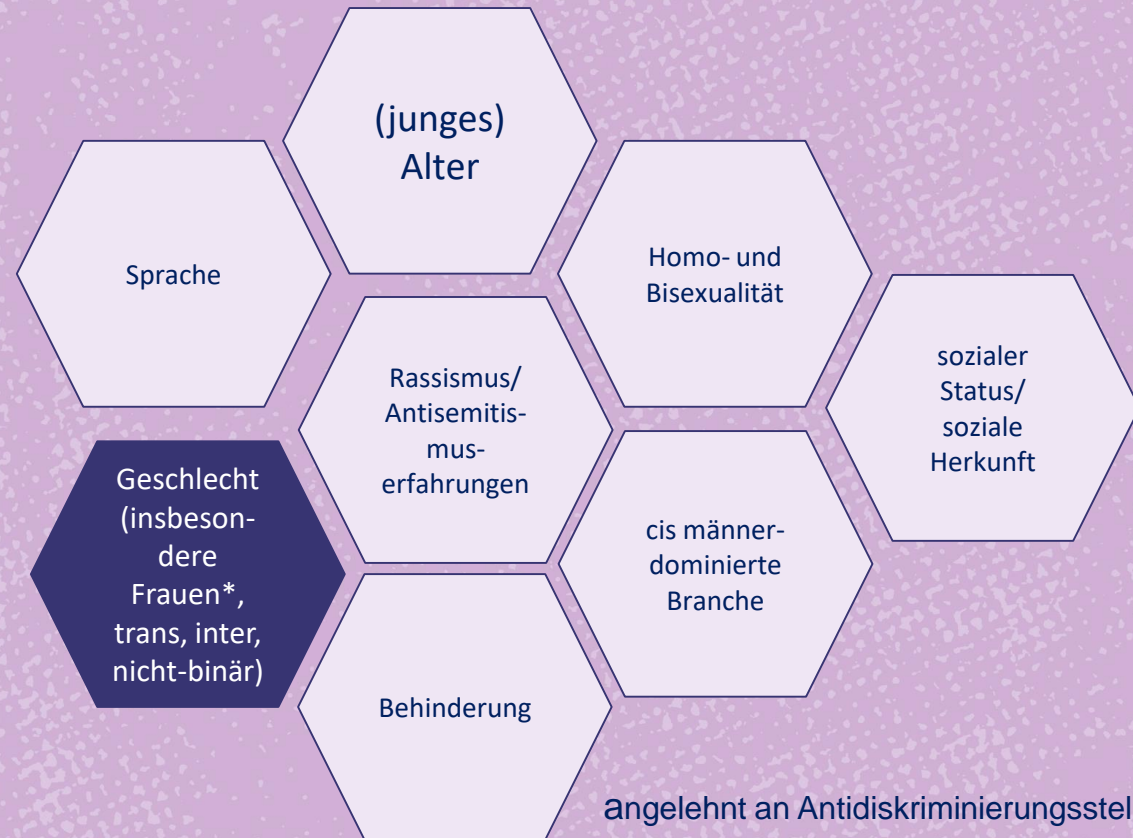 (junges)
Alter
Sprache
Homo- und
Bisexualität
Rassismus/
Antisemitis-
mus-
erfahrungen
sozialer
Status/
soziale
Herkunft
Geschlecht
(insbeson-
dere
Frauen*,
trans, inter,
nicht-binär)
cis männer-
dominierte
Branche
Behinderung
angelehnt an Antidiskriminierungsstel